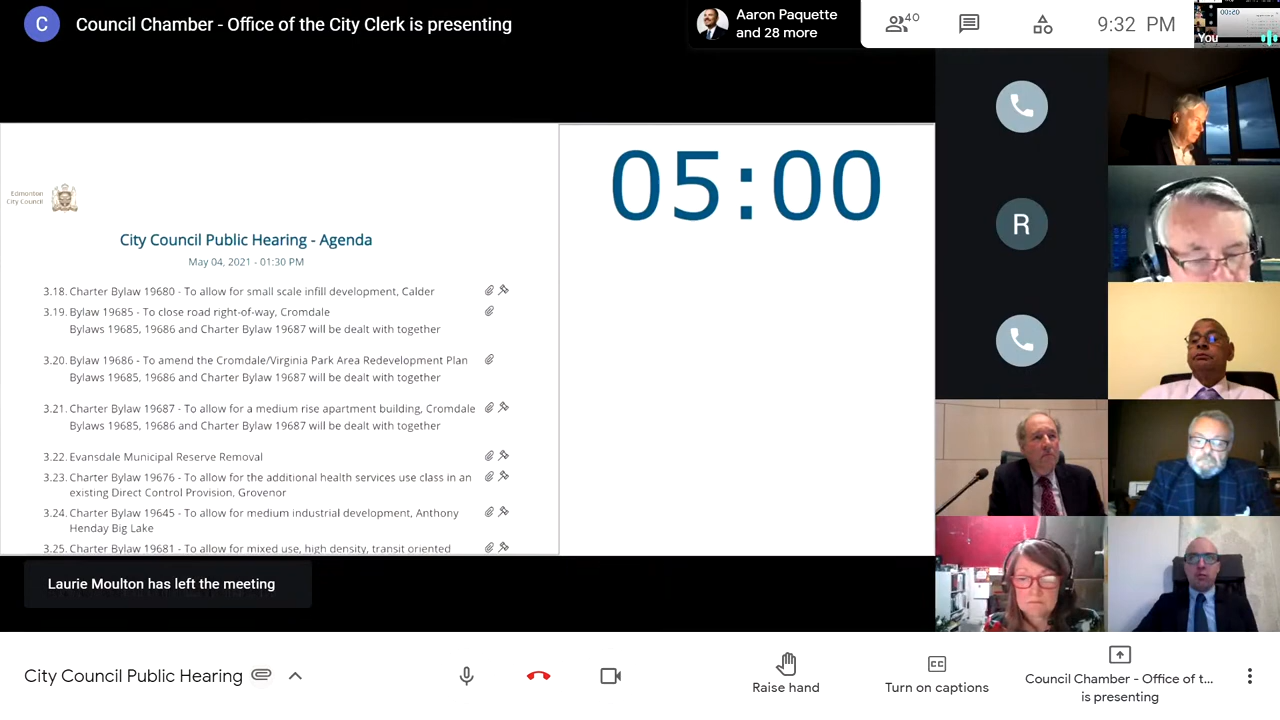 C
Council Chamber - Office of the City Clerk is presenting
Aaron Paquette
and 28 more
40
9:32 PM
You
Edmonton
City Council
05:00
City Council Public Hearing - Agenda
May 04, 2021 - 01:30 PM
3.18. Charter Bylaw 19680 - To allow for small scale infill development, Calder
3.19. Bylaw 19685 - To close road right-of-way, Cromdale
Bylaws 19685, 19686 and Charter Bylaw 19687 will be dealt with together
3.20. Bylaw 19686 - To amend the Cromdale/Virginia Park Area Redevelopment Plan
Bylaws 19685, 19686 and Charter Bylaw 19687 will be dealt with together
3.21. Charter Bylaw 19687 - To allow for a medium rise apartment building, Cromdale
Bylaws 19685, 19686 and Charter Bylaw 19687 will be dealt with together
3.22. Evansdale Municipal Reserve Removal
3.23. Charter Bylaw 19676 - To allow for the additional health services use class in an
existing Direct Control Provision, Grovenor
3.24. Charter Bylaw 19645 - To allow for medium industrial development, Anthony
Henday Big Lake
3.25. Charter Bylaw 19681 - To allow for mixed use, high density, transit oriented
R
Laurie Moulton has left the meeting
City Council Public Hearing
Raise hand
CC
Turn on captions
Council Chamber - Office of t...
is presenting